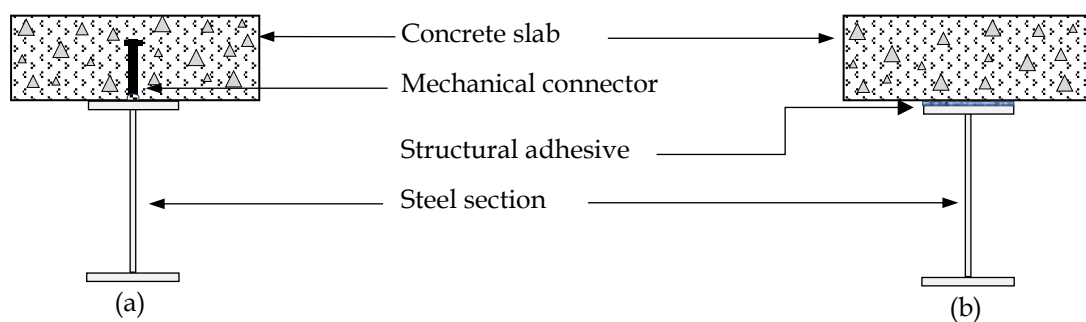 Concrete slab
Mechanical connector
Structural adhesive
Steel section
(a)
(b)